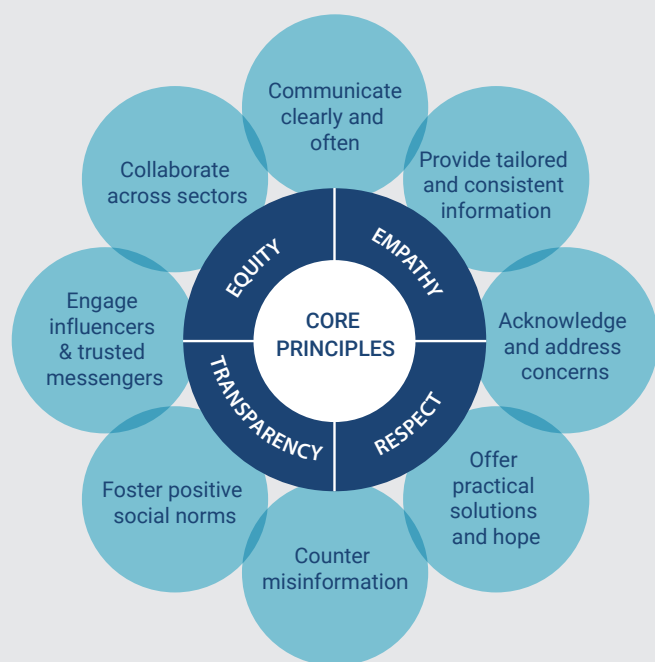 Communicate
clearly and
often
Provide tailored
and consistent
information
Acknowledge
and address
concerns
Offer
practical
solutions
and hope
Counter
misinformation
Foster positive
social norms
Engage
influencers
& trusted
messengers
Collaborate
across sectors
EQUITY
EMPATHY
RESPECT
TRANSPARENCY
CORE
PRINCIPLES